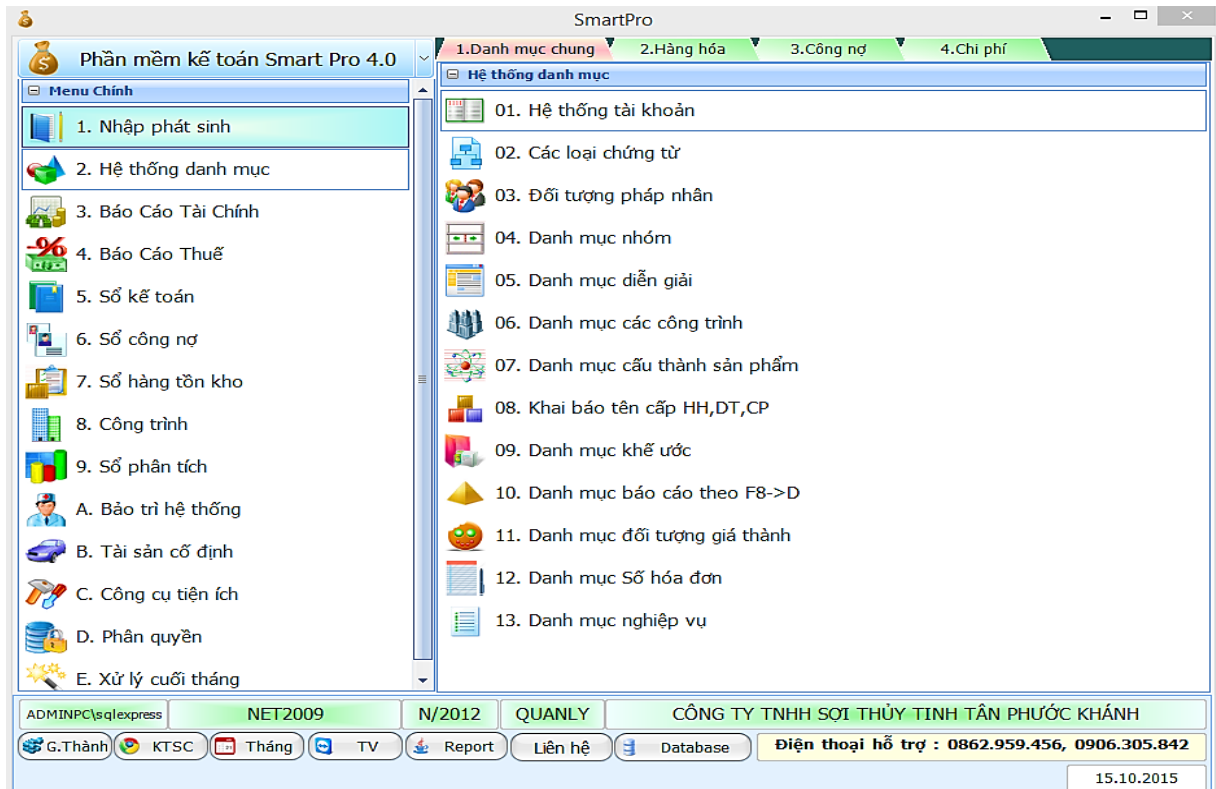 SmartPro
Phần mềm kế toán Smart Pro 4.0
Menu Chính
1. Nhập phát sinh
2. Hệ thống danh mục
3. Báo Cáo Tài Chính
4. Báo Cáo Thuế
5. Sổ kế toán
6. Sổ công nợ
7. Sổ hàng tồn kho
8. Công trình
9. Sổ phân tích
A. Bảo trì hệ thống
B. Tài sản cố định
C. Công cụ tiện ích
D. Phân quyền
E. Xử lý cuối tháng
1.Danh mục chung 2.Hàng hóa 3.Công nợ 4.Chi phí
Hệ thống danh mục
01. Hệ thống tài khoản
02. Các loại chứng từ
03. Đối tượng pháp nhân
04. Danh mục nhóm
05. Danh mục diễn giải
06. Danh mục các công trình
07. Danh mục cấu thành sản phẩm
08. Khai báo tên cấp HH,DT,CP
09. Danh mục khế ước
10. Danh mục báo cáo theo F8->D
11. Danh mục đối tượng giá thành
12. Danh mục Số hóa đơn
13. Danh mục nghiệp vụ
ADMINPC\sqlexpress NET2009 N/2012 QUANLY CÔNG TY TNHH SỢI THỦY TINH TÂN PHƯỚC KHÁNH
G.Thành KTSC Tháng TV Report Liên hệ Database Điện thoại hỗ trợ : 0862.959.456, 0906.305.842
15.10.2015